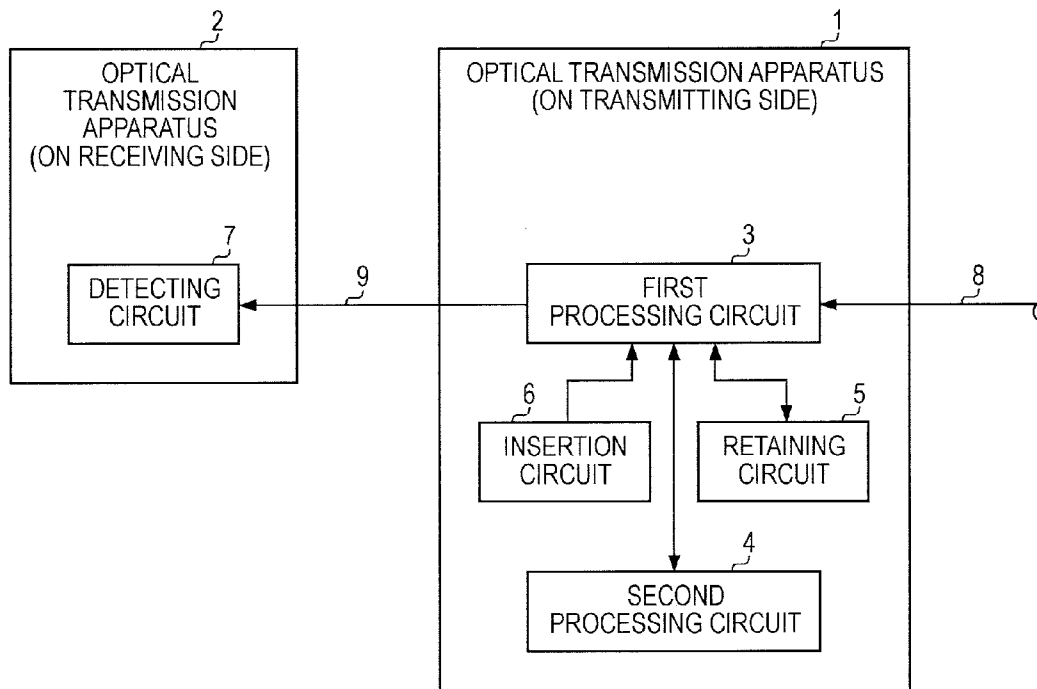 2
OPTICAL
TRANSMISSION
APPARATUS
(ON RECEIVING SIDE)
7
DETECTING
CIRCUIT
9
1
OPTICAL TRANSMISSION APPARATUS
(ON TRANSMITTING SIDE)
3
FIRST
PROCESSING CIRCUIT
8
6
INSERTION
CIRCUIT
5
RETAINING
CIRCUIT
4
SECOND
PROCESSING CIRCUIT